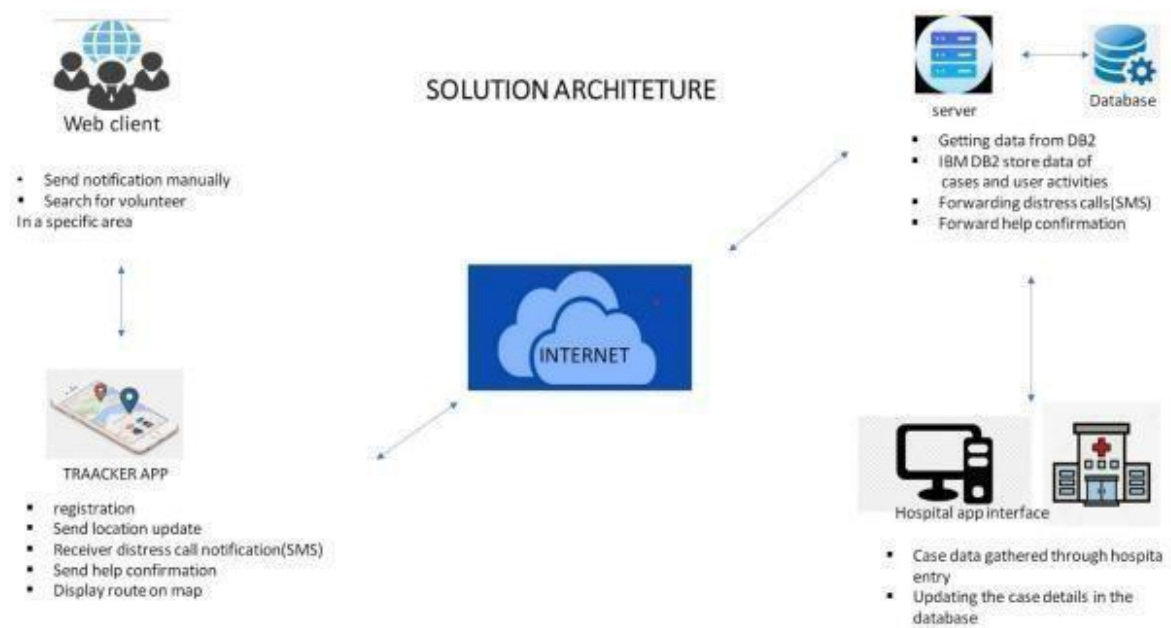 SOLUTION ARCHITETURE
Web client
• Send notification manually
▪ Search for volunteer
In a specific area
TRAACKER APP
▪ registration
▪ Send location update
▪ Receiver distress call notification(SMS)
▪ Send help confirmation
▪ Display route on map
INTERNET
server
Database
▪ Getting data from DB2
▪ IBM DB2 store data of
cases and user activities
▪ Forwarding distress calls(SMS)
▪ Forward help confirmation
Hospital app interface
▪ Case data gathered through hospita
entry
▪ Updating the case details in the
database